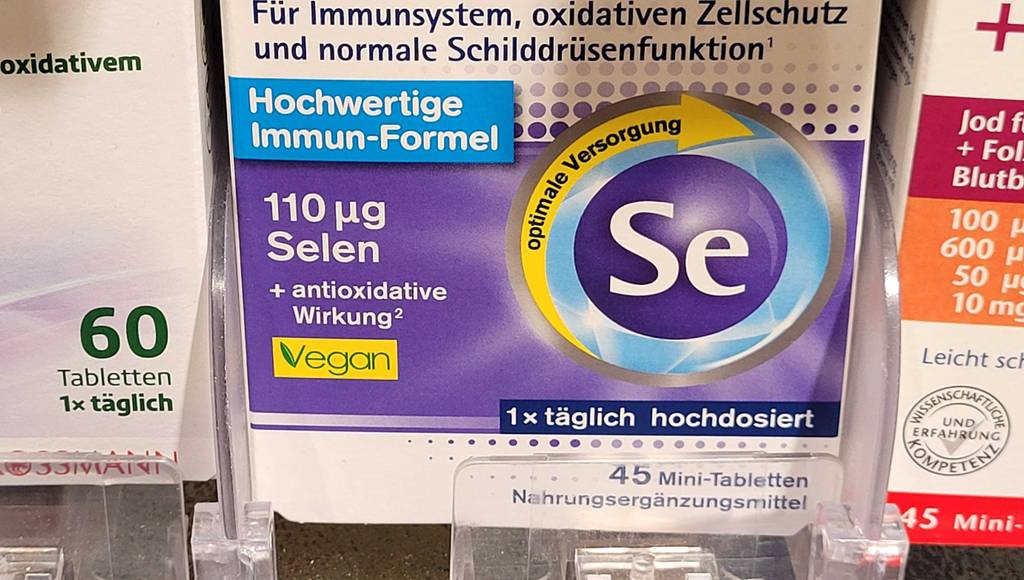 oxidativem
60
Tabletten
1x täglich
ROSSMANN
Für Immunsystem, oxidativen Zellschutz
und normale Schilddrüsenfunktion¹
Hochwertige
Immun-Formel
110 µg
Selen
+ antioxidative
Wirkung²
Vegan
optimale Versorgung
Se
1x täglich hochdosiert
45 Mini-Tabletten
Nahrungsergänzungsmittel
Jod
+
100
600
50 µg
10 mg
Leicht
WISSENSCHAFTLICHE
UND
ERFAHRUNG
KOMPETENZ
45 Mini-